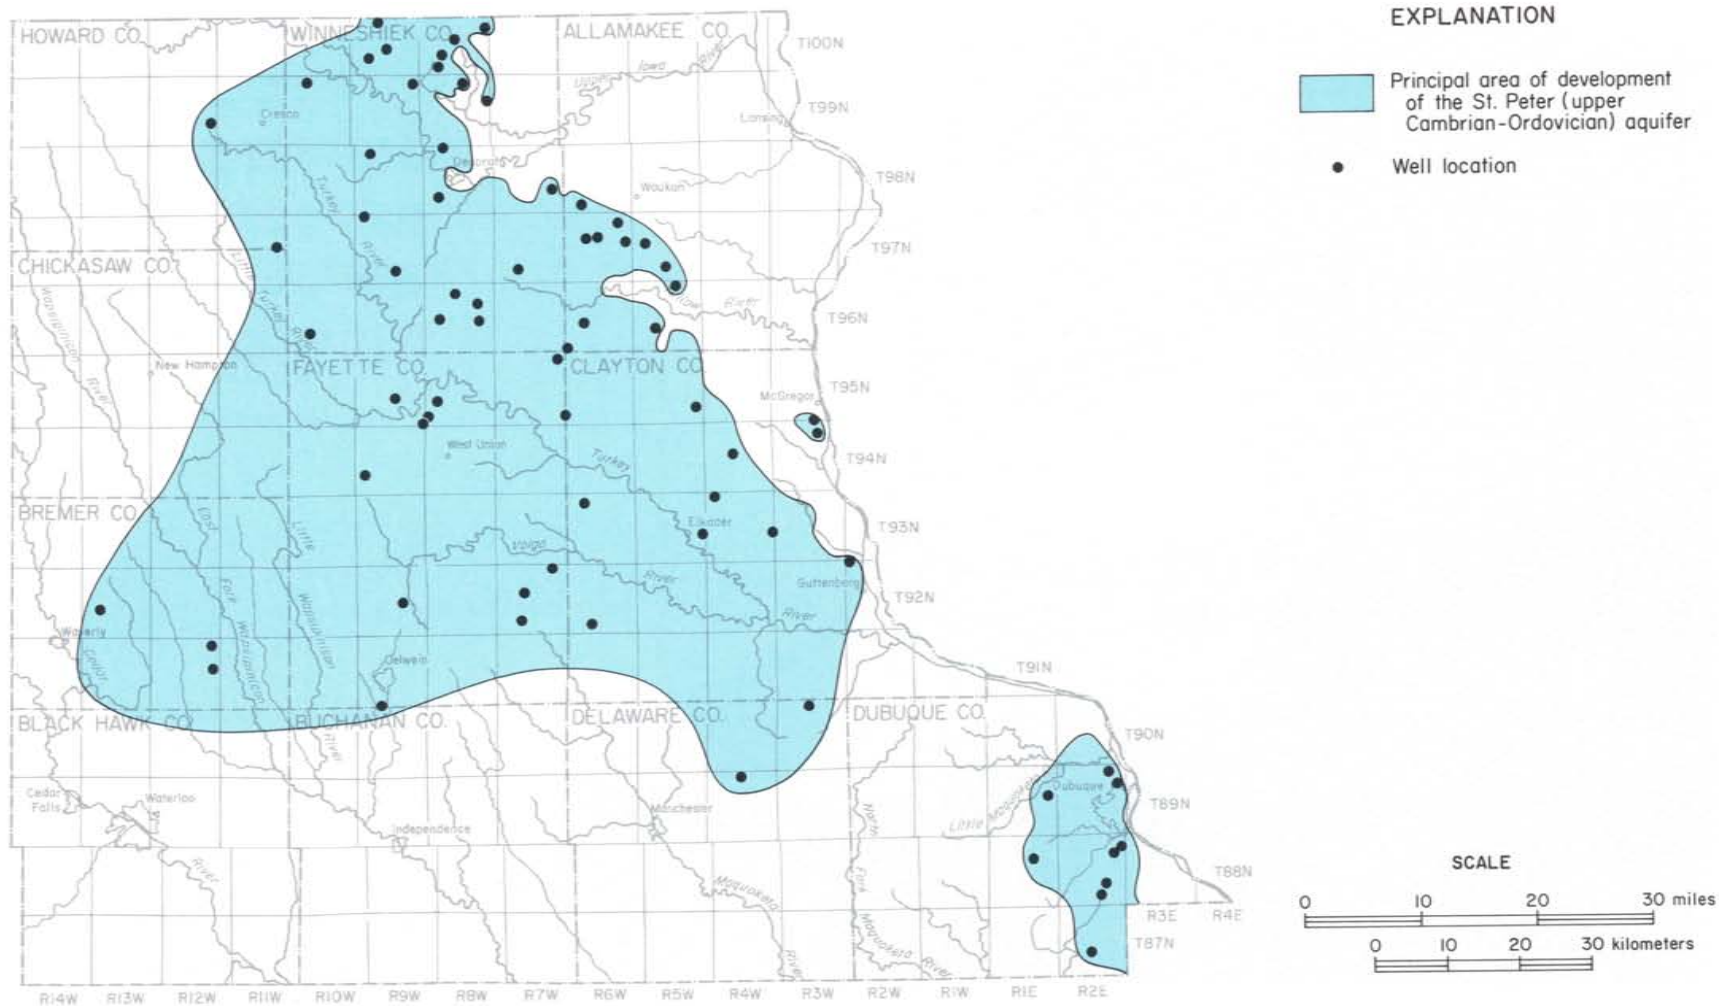 EXPLANATION
Principal area of development
of the St. Peter (upper
Cambrian-Ordovician) aquifer
Well location
HOWARD CO.
WINNESHIEK CO.
ALLAMAKEE CO.
T100N
Upper Iowa River
T99N
Cresco
Lansing
Decorah
T98N
Waukon
Turkey River
T97N
CHICKASAW CO.
Little Turkey River
Wapsipinicon River
River
T96N
New Hampton
FAYETTE CO.
CLAYTON CO.
T95N
McGregor
West Union
Turkey
T94N
BREMER CO.
East Fork Wapsipinicon
Little Wapsipinicon
Elkader
T93N
Volga River
Guttenberg
T92N
River
Waverly
Cedar
Oelwein
T91N
BLACK HAWK CO.
BUCHANAN CO.
River
DELAWARE CO.
DUBUQUE CO.
T90N
Cedar
Falls
Waterloo
Manchester
Little Maquoketa
Dubuque
T89N
Independence
SCALE
River
Maquoketa River
North Fork Maquoketa River
T88N
0 10 20 30 miles
R3E R4E
T87N
0 10 20 30 kilometers
R14W R13W R12W R11W R10W R9W R8W R7W R6W R5W R4W R3W R2W R1W R1E R2E